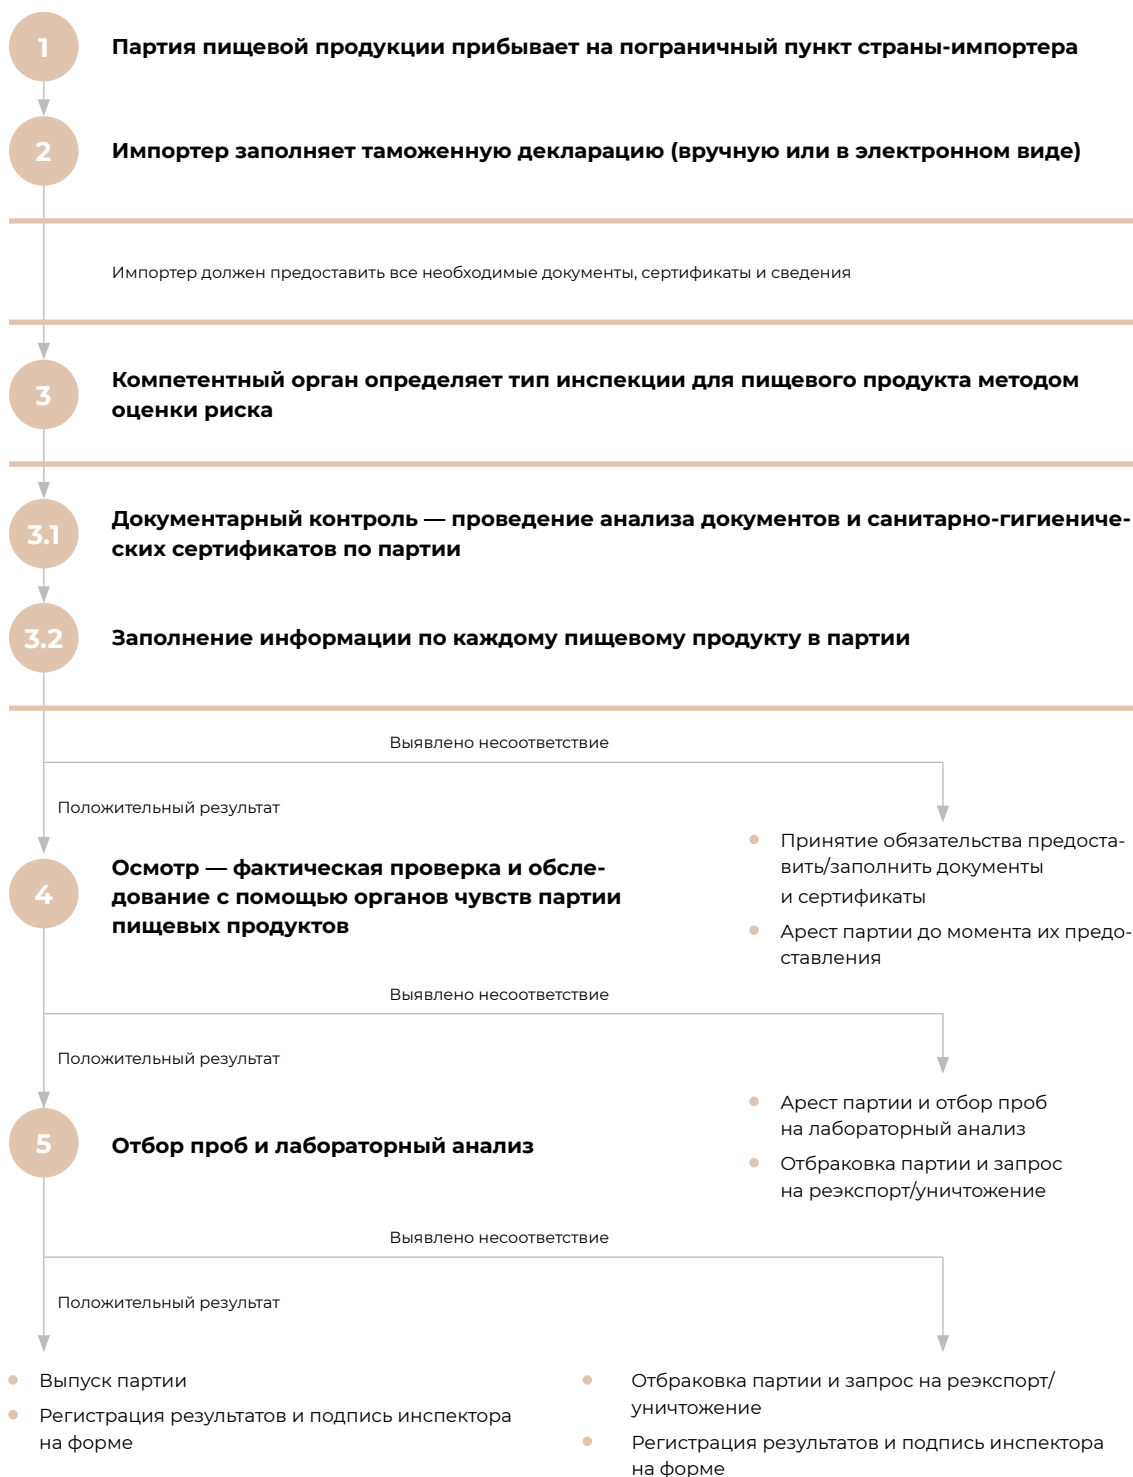 1
Партия пищевой продукции прибывает на пограничный пункт страны-импортера
2
Импортер заполняет таможенную декларацию (вручную или в электронном виде)
Импортер должен предоставить все необходимые документы, сертификаты и сведения
3
Компетентный орган определяет тип инспекции для пищевого продукта методом
оценки риска
3.1
Документарный контроль — проведение анализа документов и санитарно-гигиениче-
ских сертификатов по партии
3.2
Заполнение информации по каждому пищевому продукту в партии
Выявлено несоответствие
Положительный результат
Принятие обязательства предоста-
вить/заполнить документы
и сертификаты
Арест партии до момента их предо-
ставления
4
Осмотр — фактическая проверка и обсле-
дование с помощью органов чувств партии
пищевых продуктов
Выявлено несоответствие
Положительный результат
Арест партии и отбор проб
на лабораторный анализ
Отбраковка партии и запрос
на реэкспорт/уничтожение
5
Отбор проб и лабораторный анализ
Выявлено несоответствие
Положительный результат
Выпуск партии
Регистрация результатов и подпись инспектора
на форме
Отбраковка партии и запрос на реэкспорт/
уничтожение
Регистрация результатов и подпись инспектора
на форме